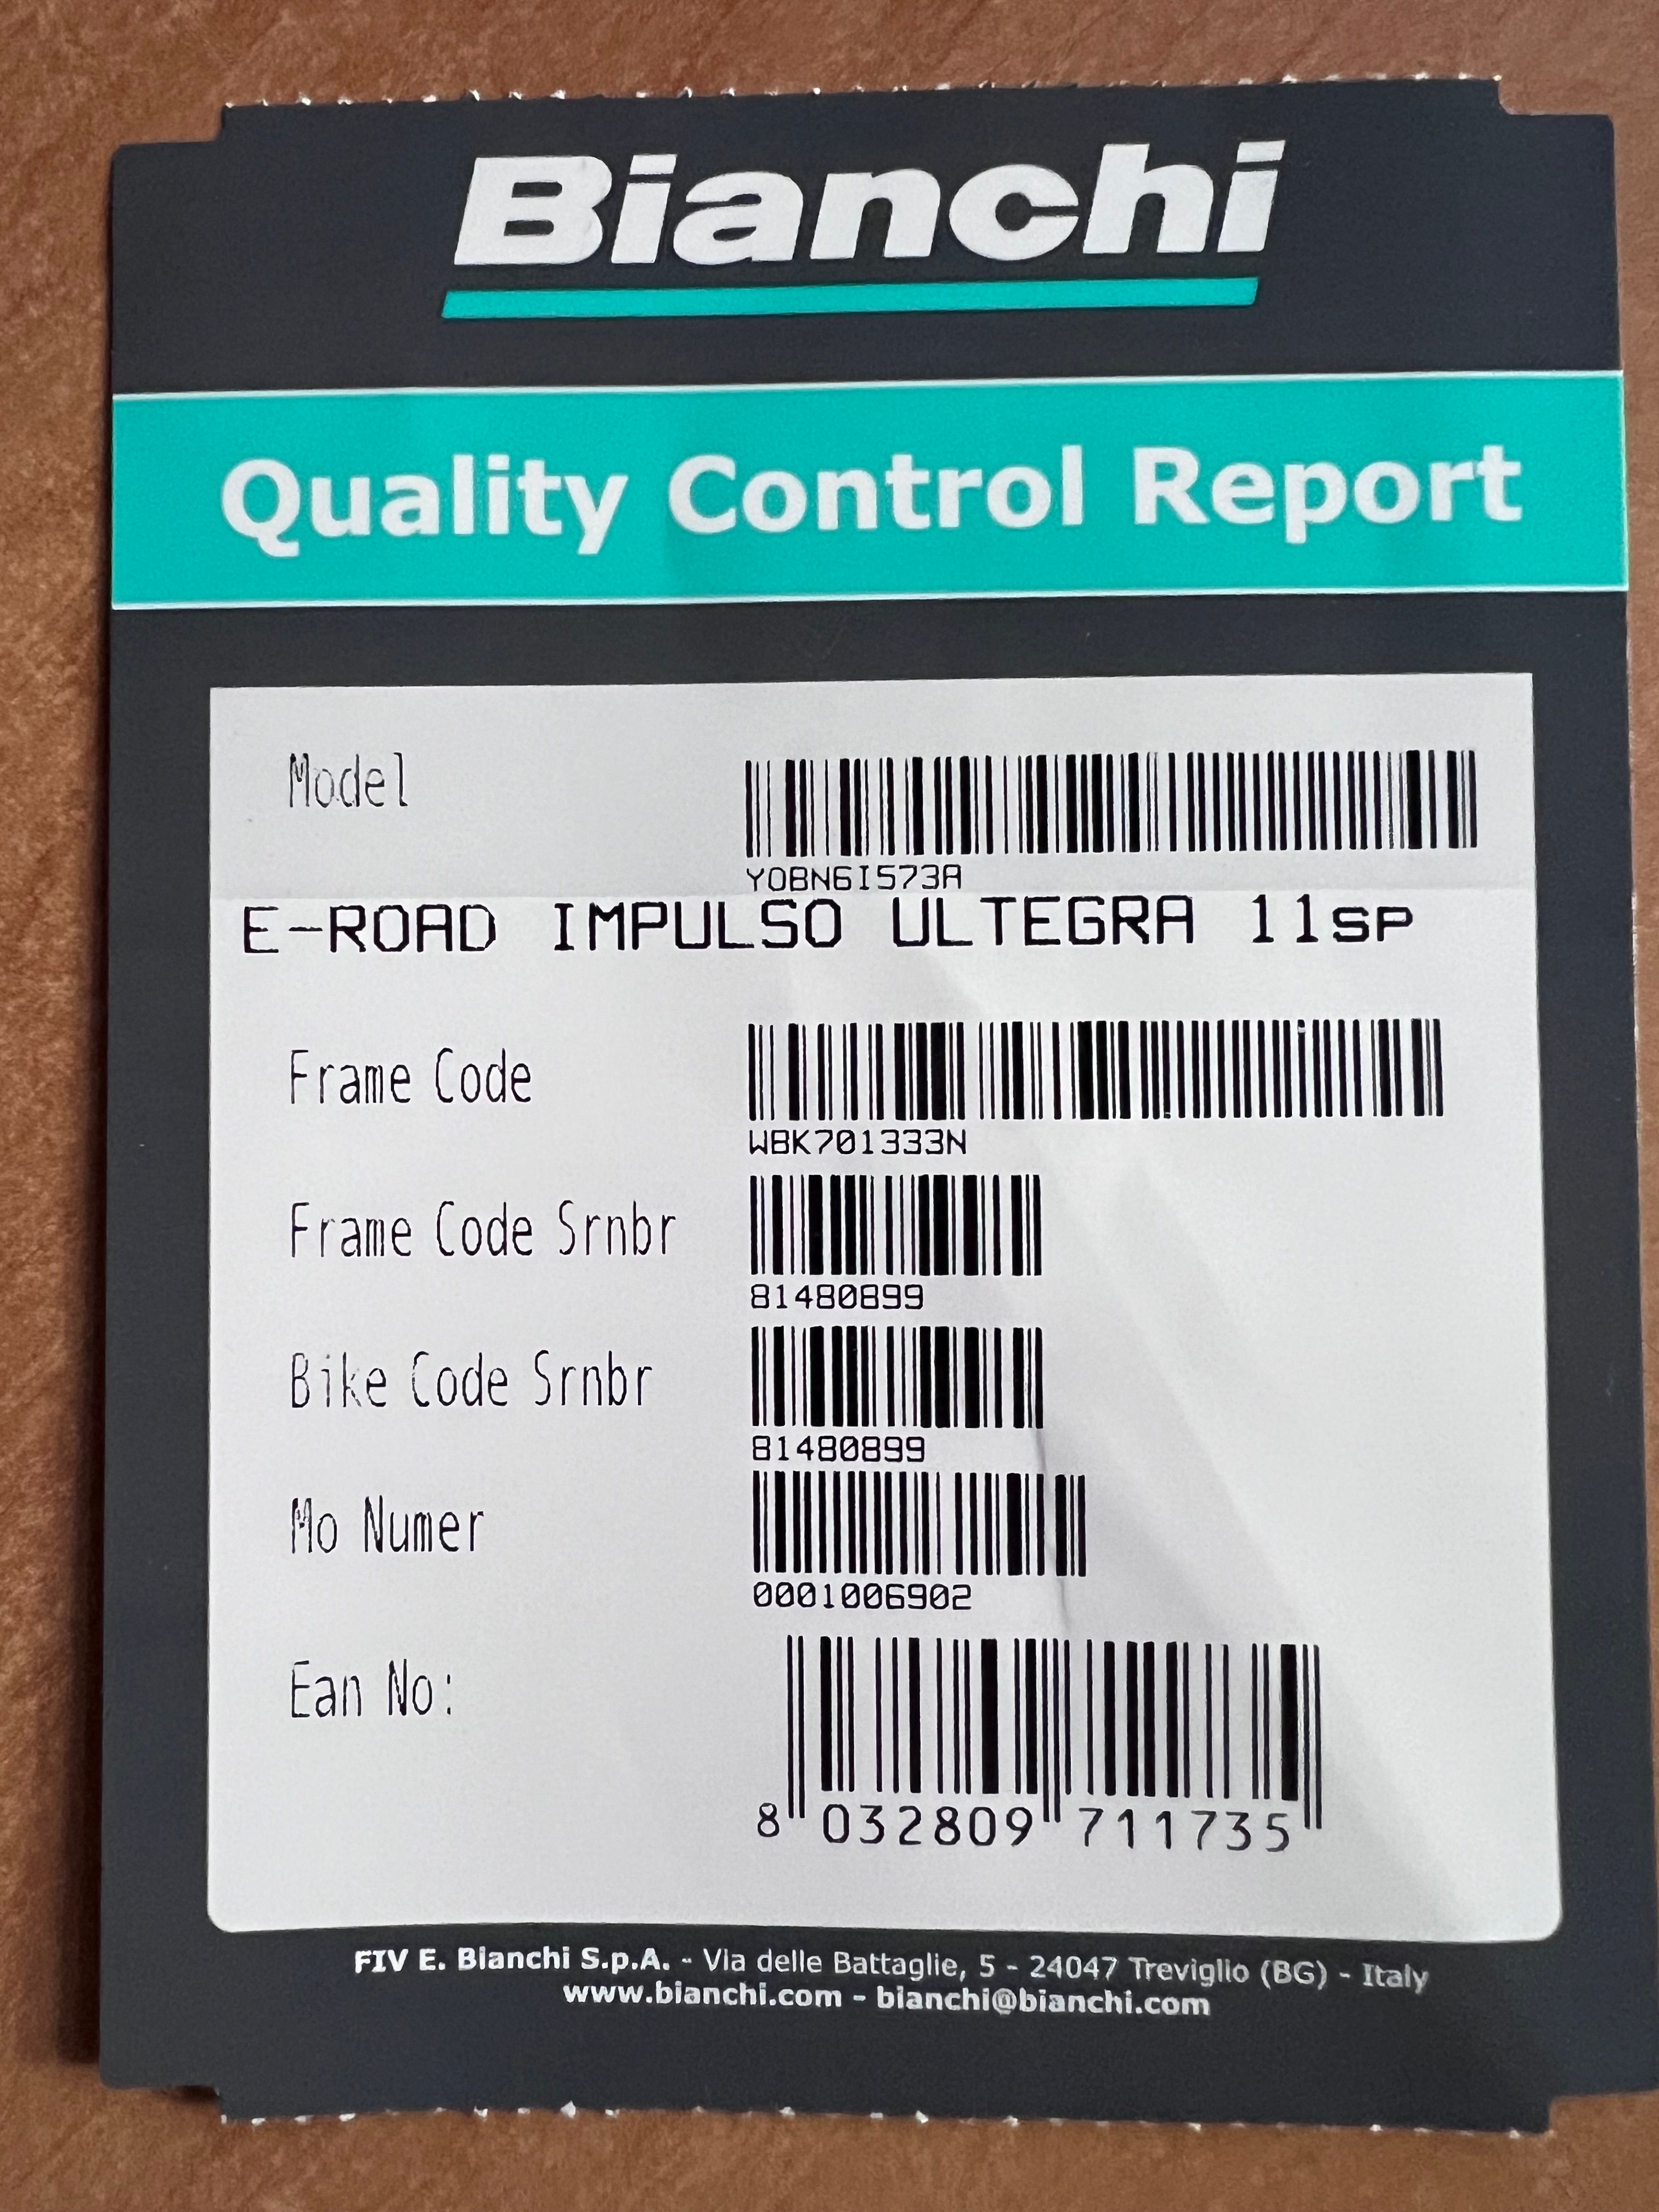 Bianchi
Quality Control Report
Model
YOBN6I573A
E-ROAD IMPULSO ULTEGRA 11SP
Frame Code
WBK701333N
Frame Code Srnbr
81480899
Bike Code Srnbr
81480899
Mo Numer
0001006902
Ean No:
8 032809 711735
FIV E. Bianchi S.p.A. - Via delle Battaglie, 5 - 24047 Treviglio (BG) - Italy
www.bianchi.com - bianchi@bianchi.com